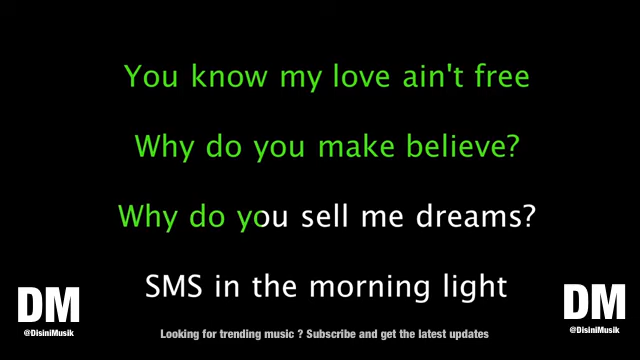 You know my love ain't free
Why do you make believe?
Why do you sell me dreams?
SMS in the morning light
DM
@DisiniMusik
Looking for trending music ? Subscribe and get the latest updates
DM
@DisiniMusik